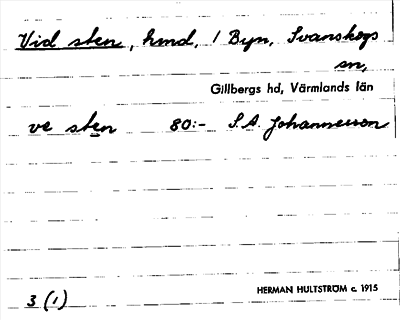 Vid sten, hmd, 1 Byn, Svanskogs
sn,
Gillbergs hd, Värmlands län
ve sten 80:- S.A. Johannesson
3 (1)
HERMAN HULTSTRÖM c. 1915